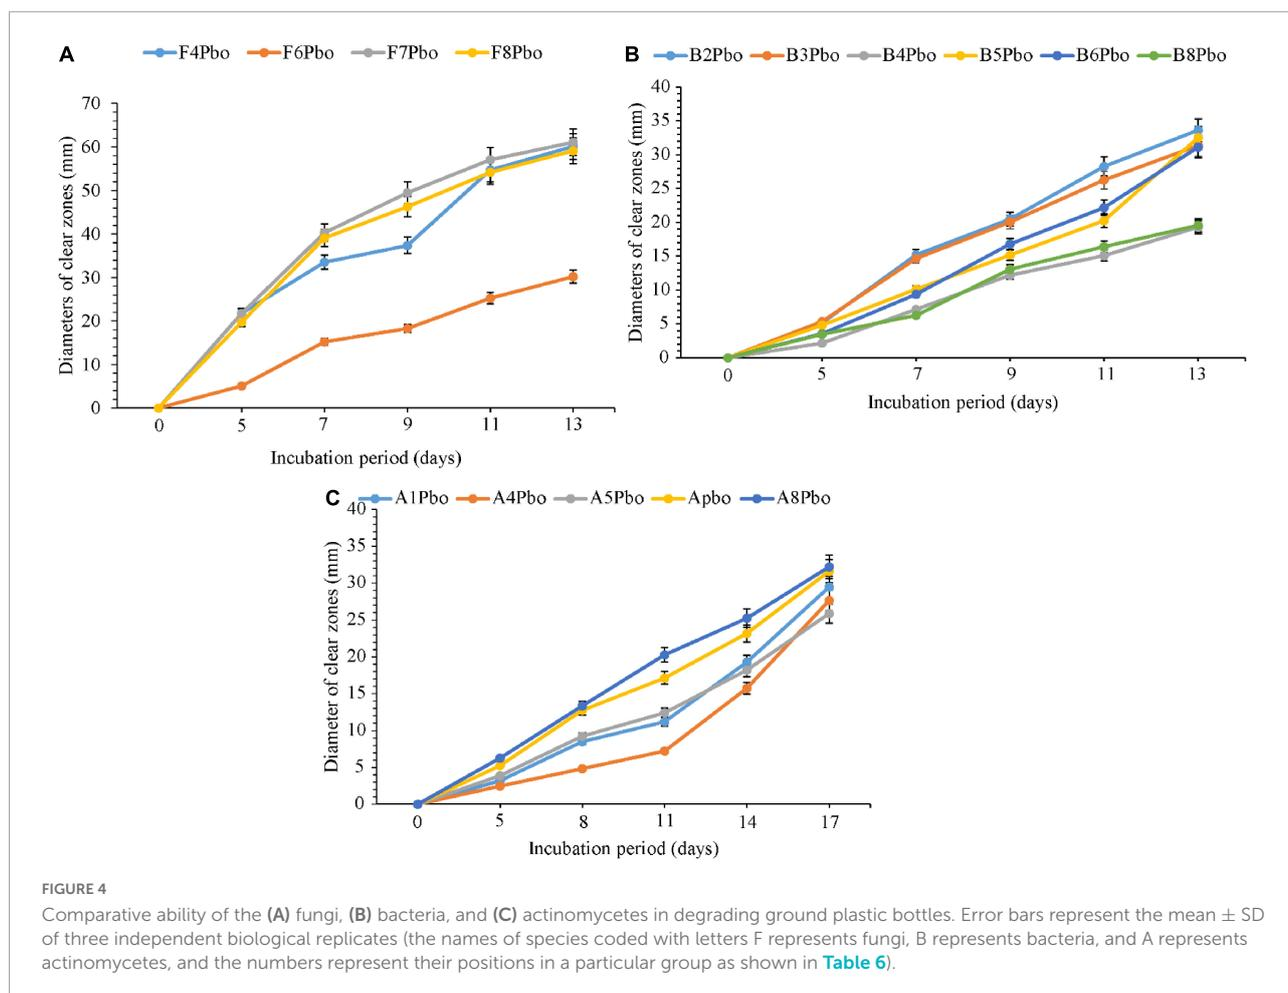 A
F4Pbo F6Pbo F7Pbo F8Pbo
Diameters of clear zones (mm)
70
60
50
40
30
20
10
0
0 5 7 9 11 13
Incubation period (days)
B
B2Pbo B3Pbo B4Pbo B5Pbo B6Pbo B8Pbo
Diameters of clear zones (mm)
40
35
30
25
20
15
10
5
0
0 5 7 9 11 13
Incubation period (days)
C
A1Pbo A4Pbo A5Pbo Apbo A8Pbo
Diameter of clear zones (mm)
40
35
30
25
20
15
10
5
0
0 5 8 11 14 17
Incubation period (days)
FIGURE 4
Comparative ability of the (A) fungi, (B) bacteria, and (C) actinomycetes in degrading ground plastic bottles. Error bars represent the mean ± SD
of three independent biological replicates (the names of species coded with letters F represents fungi, B represents bacteria, and A represents
actinomycetes, and the numbers represent their positions in a particular group as shown in Table 6).